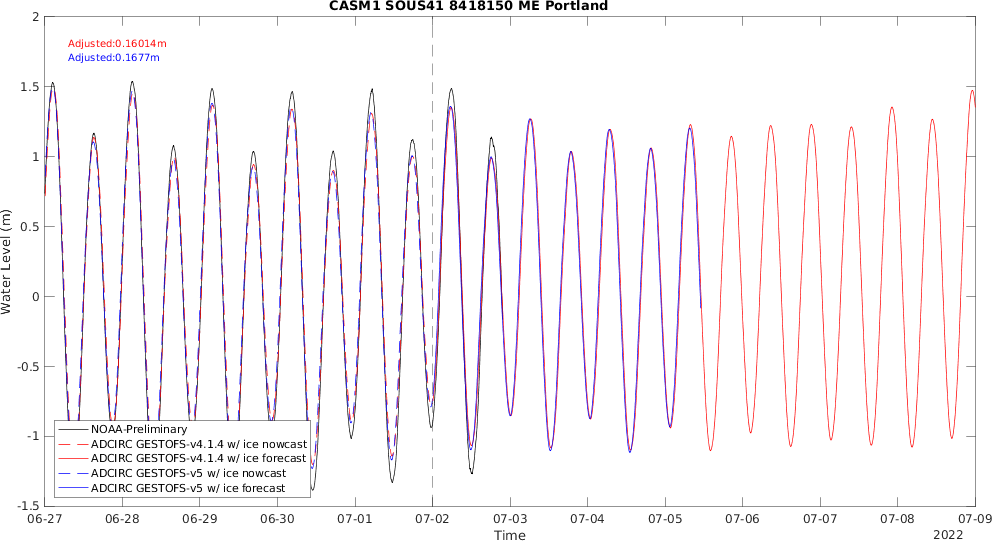 CASM1 SOUS41 8418150 ME Portland
Adjusted:0.16014m
Adjusted:0.1677m
Water Level (m)
2
1.5
1
0.5
0
-0.5
-1
-1.5
NOAA-Preliminary
ADCIRC GESTOFS-v4.1.4 w/ ice nowcast
ADCIRC GESTOFS-v4.1.4 w/ ice forecast
ADCIRC GESTOFS-v5 w/ ice nowcast
ADCIRC GESTOFS-v5 w/ ice forecast
06-27 06-28 06-29 06-30 07-01 07-02 07-03 07-04 07-05 07-06 07-07 07-08 07-09
Time
2022